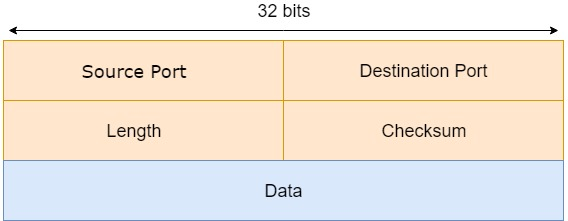 32 bits
Source Port Destination Port
Length Checksum
Data